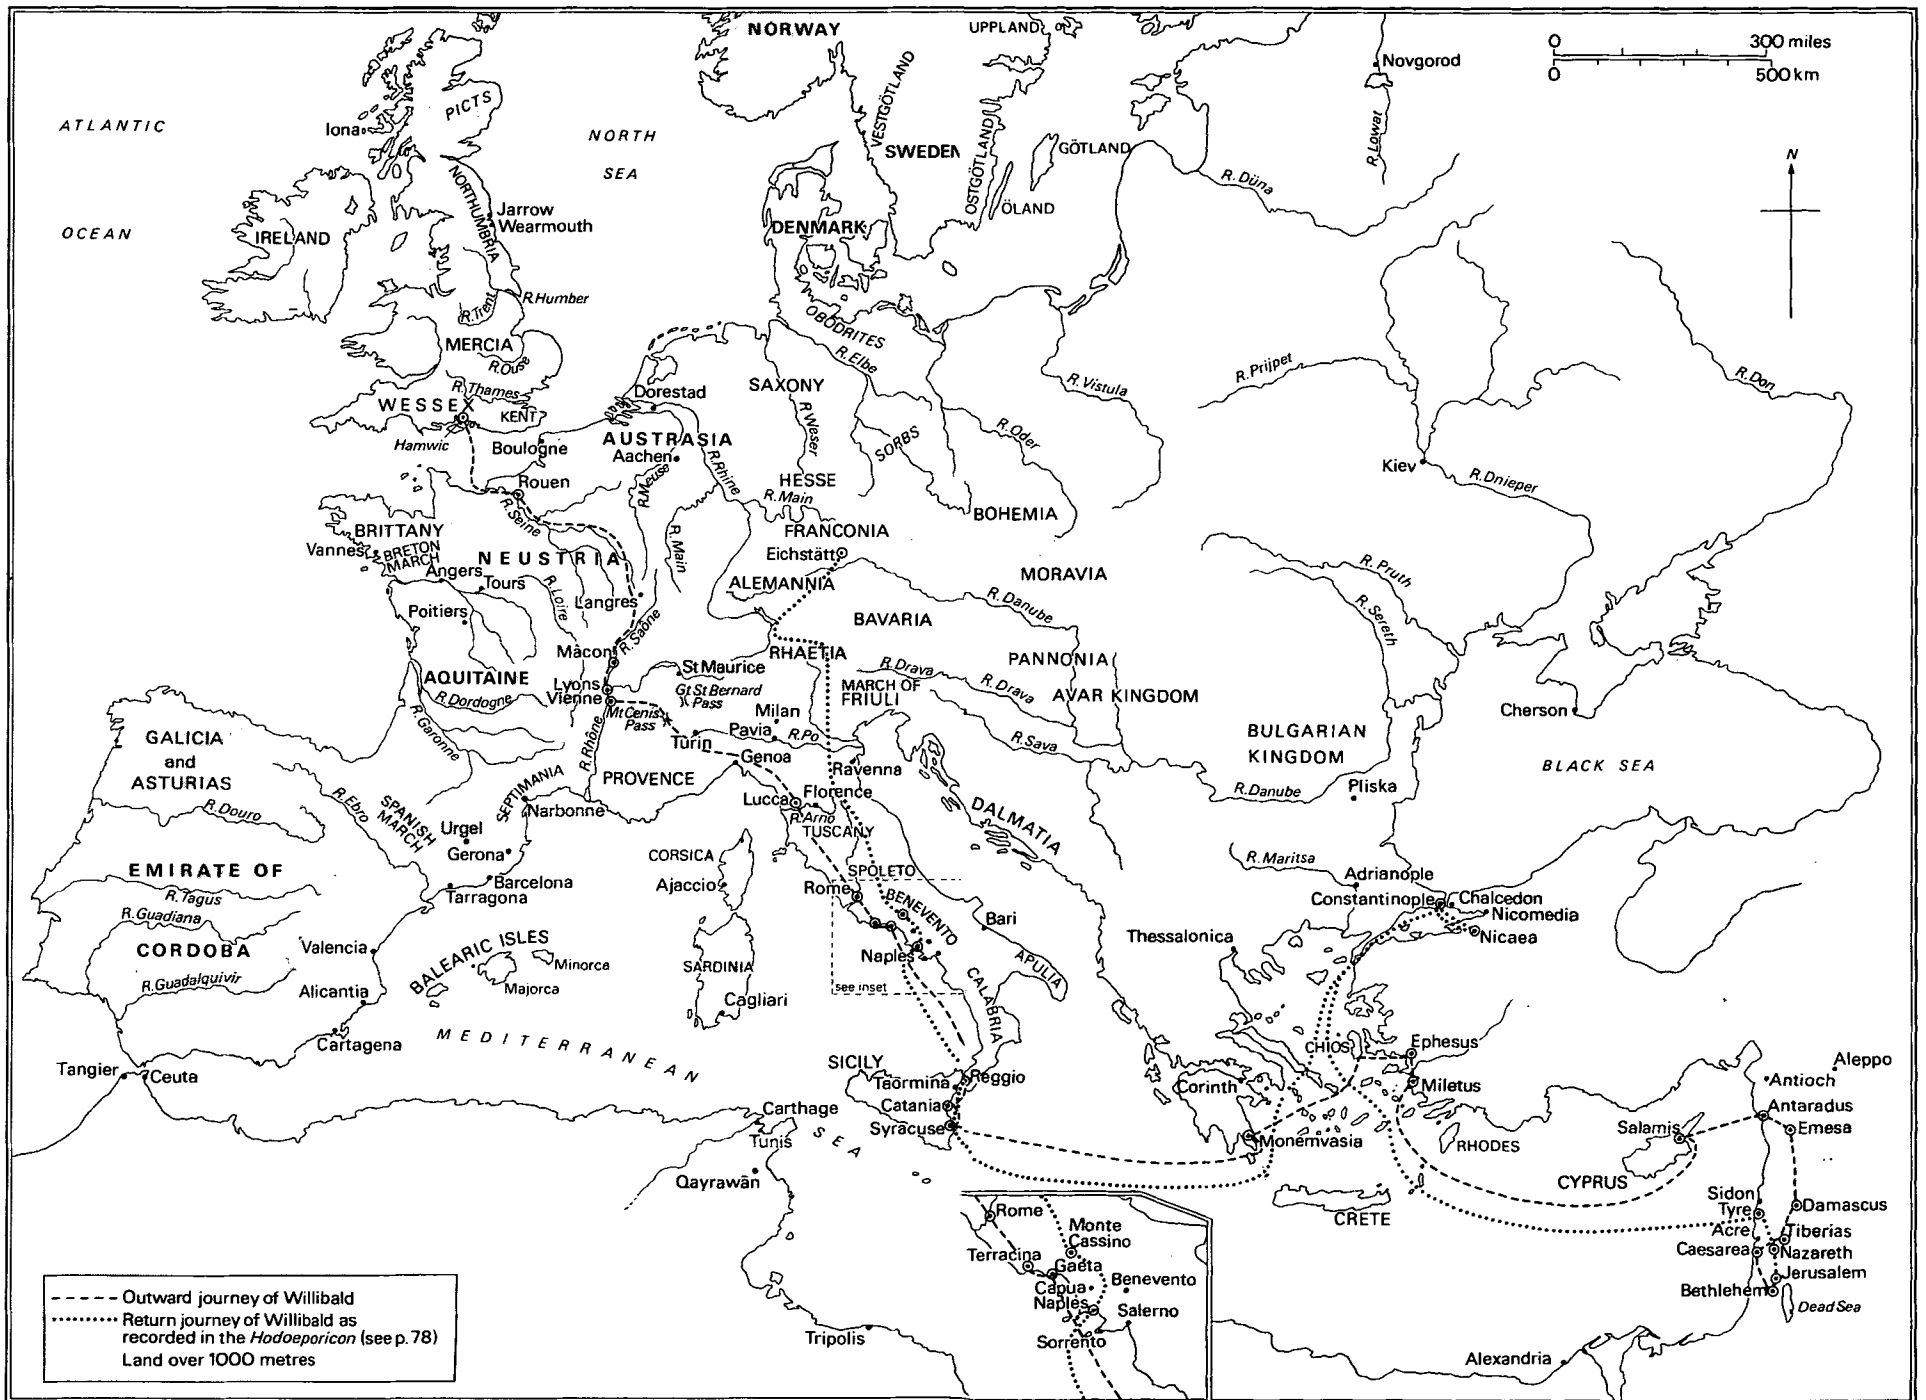 NORWAY
UPPLAND
0 300 miles
0 500 km
Novgorod
R.Lowat
PICTS
Iona
ATLANTIC
OCEAN
NORTH
SEA
VESTGÖTLAND
SWEDEN
ÖSTGÖTLAND
GÖTLAND
ÖLAND
R.Düna
N
NORTHUMBRIA
Jarrow
Wearmouth
IRELAND
DENMARK
R.Humber
R.Trent
MERCIA
R.Ouse
R.Thames
WESSEX
KENT
Hamwic
Boulogne
Dorestad
OBODRITES
R.Elbe
SAXONY
R.Weser
SORBS
R.Oder
R.Vistula
R.Prijpet
R.Don
Kiev
R.Dnieper
AUSTRASIA
Aachen
R.Meuse
R.Rhine
HESSE
R.Main
FRANCONIA
BOHEMIA
Rouen
R.Seine
BRITTANY
Vannes
BRETON
MARCH
NEUSTRIA
R.Main
Eichstätt
Angers
Tours
R.Loire
Langres
Poitiers
ALEMANNIA
MORAVIA
R.Danube
BAVARIA
R.Pruth
R.Sereth
Mâcon
R.Saône
RHAETIA
St Maurice
Gt St Bernard
Pass
AQUITAINE
R.Dordogne
R.Garonne
Lyons
Vienne
Mt Cenis
Pass
R.Rhône
Milan
Pavia
R.Po
Turin
Genoa
MARCH OF
FRIULI
R.Drava
R.Drava
PANNONIA
AVAR KINGDOM
R.Sava
BULGARIAN
KINGDOM
Pliska
R.Danube
Cherson
BLACK SEA
GALICIA
and
ASTURIAS
R.Douro
R.Ebro
SPANISH
MARCH
SEPTIMANIA
Narbonne
PROVENCE
Ravenna
Lucca
Florence
R.Arno
TUSCANY
DALMATIA
Urgel
Gerona
Barcelona
Tarragona
EMIRATE OF
R.Tagus
R.Guadiana
CORDOBA
R.Guadalquivir
Valencia
Alicantia
Cartagena
BALEARIC ISLES
Minorca
Majorca
CORSICA
Ajaccio
SARDINIA
Cagliari
SPOLETO
Rome
BENEVENTO
Naples
see inset
Bari
APULIA
CALABRIA
R.Maritsa
Adrianople
Constantinople
Chalcedon
Nicomedia
Nicaea
Thessalonica
MEDITERRANEAN
SEA
Tangier
Ceuta
SICILY
Taormina
Reggio
Catania
Syracuse
Carthage
Tunis
Qayrawān
Tripolis
Corinth
CHIOS
Ephesus
Miletus
Monemvasia
RHODES
CRETE
Salamis
CYPRUS
Aleppo
Antioch
Antaradus
Emesa
Sidon
Tyre
Acre
Damascus
Tiberias
Caesarea
Nazareth
Jerusalem
Bethlehem
Dead Sea
Alexandria
Rome
Monte
Cassino
Terracina
Gaeta
Capua
Benevento
Naples
Salerno
Sorrento
Outward journey of Willibald
Return journey of Willibald as
recorded in the Hodoeporicon (see p.78)
Land over 1000 metres